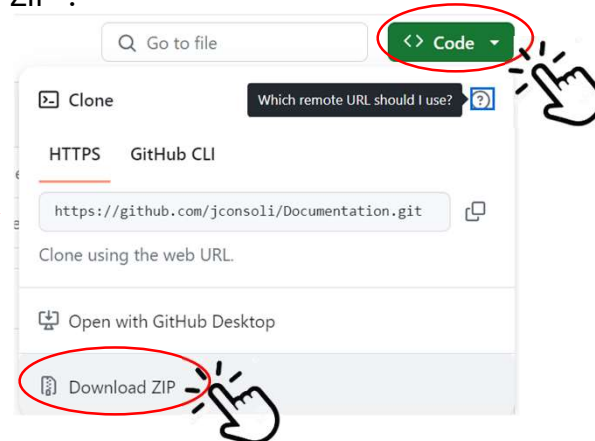 ZIP".
Go to file
<> Code
Clone
Which remote URL should I use?
HTTPS GitHub CLI
https://github.com/jconsoli/Documentation.git
Clone using the web URL.
Open with GitHub Desktop
Download ZIP